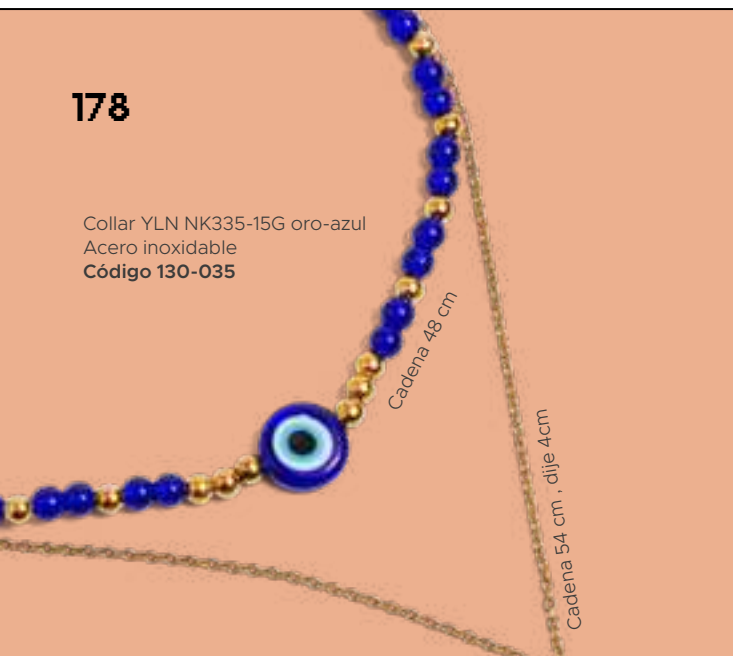 178
Collar YLN NK335-15G oro-azul
Acero inoxidable
Código 130-035
Cadena 48 cm
Cadena 54 cm , dije 4cm